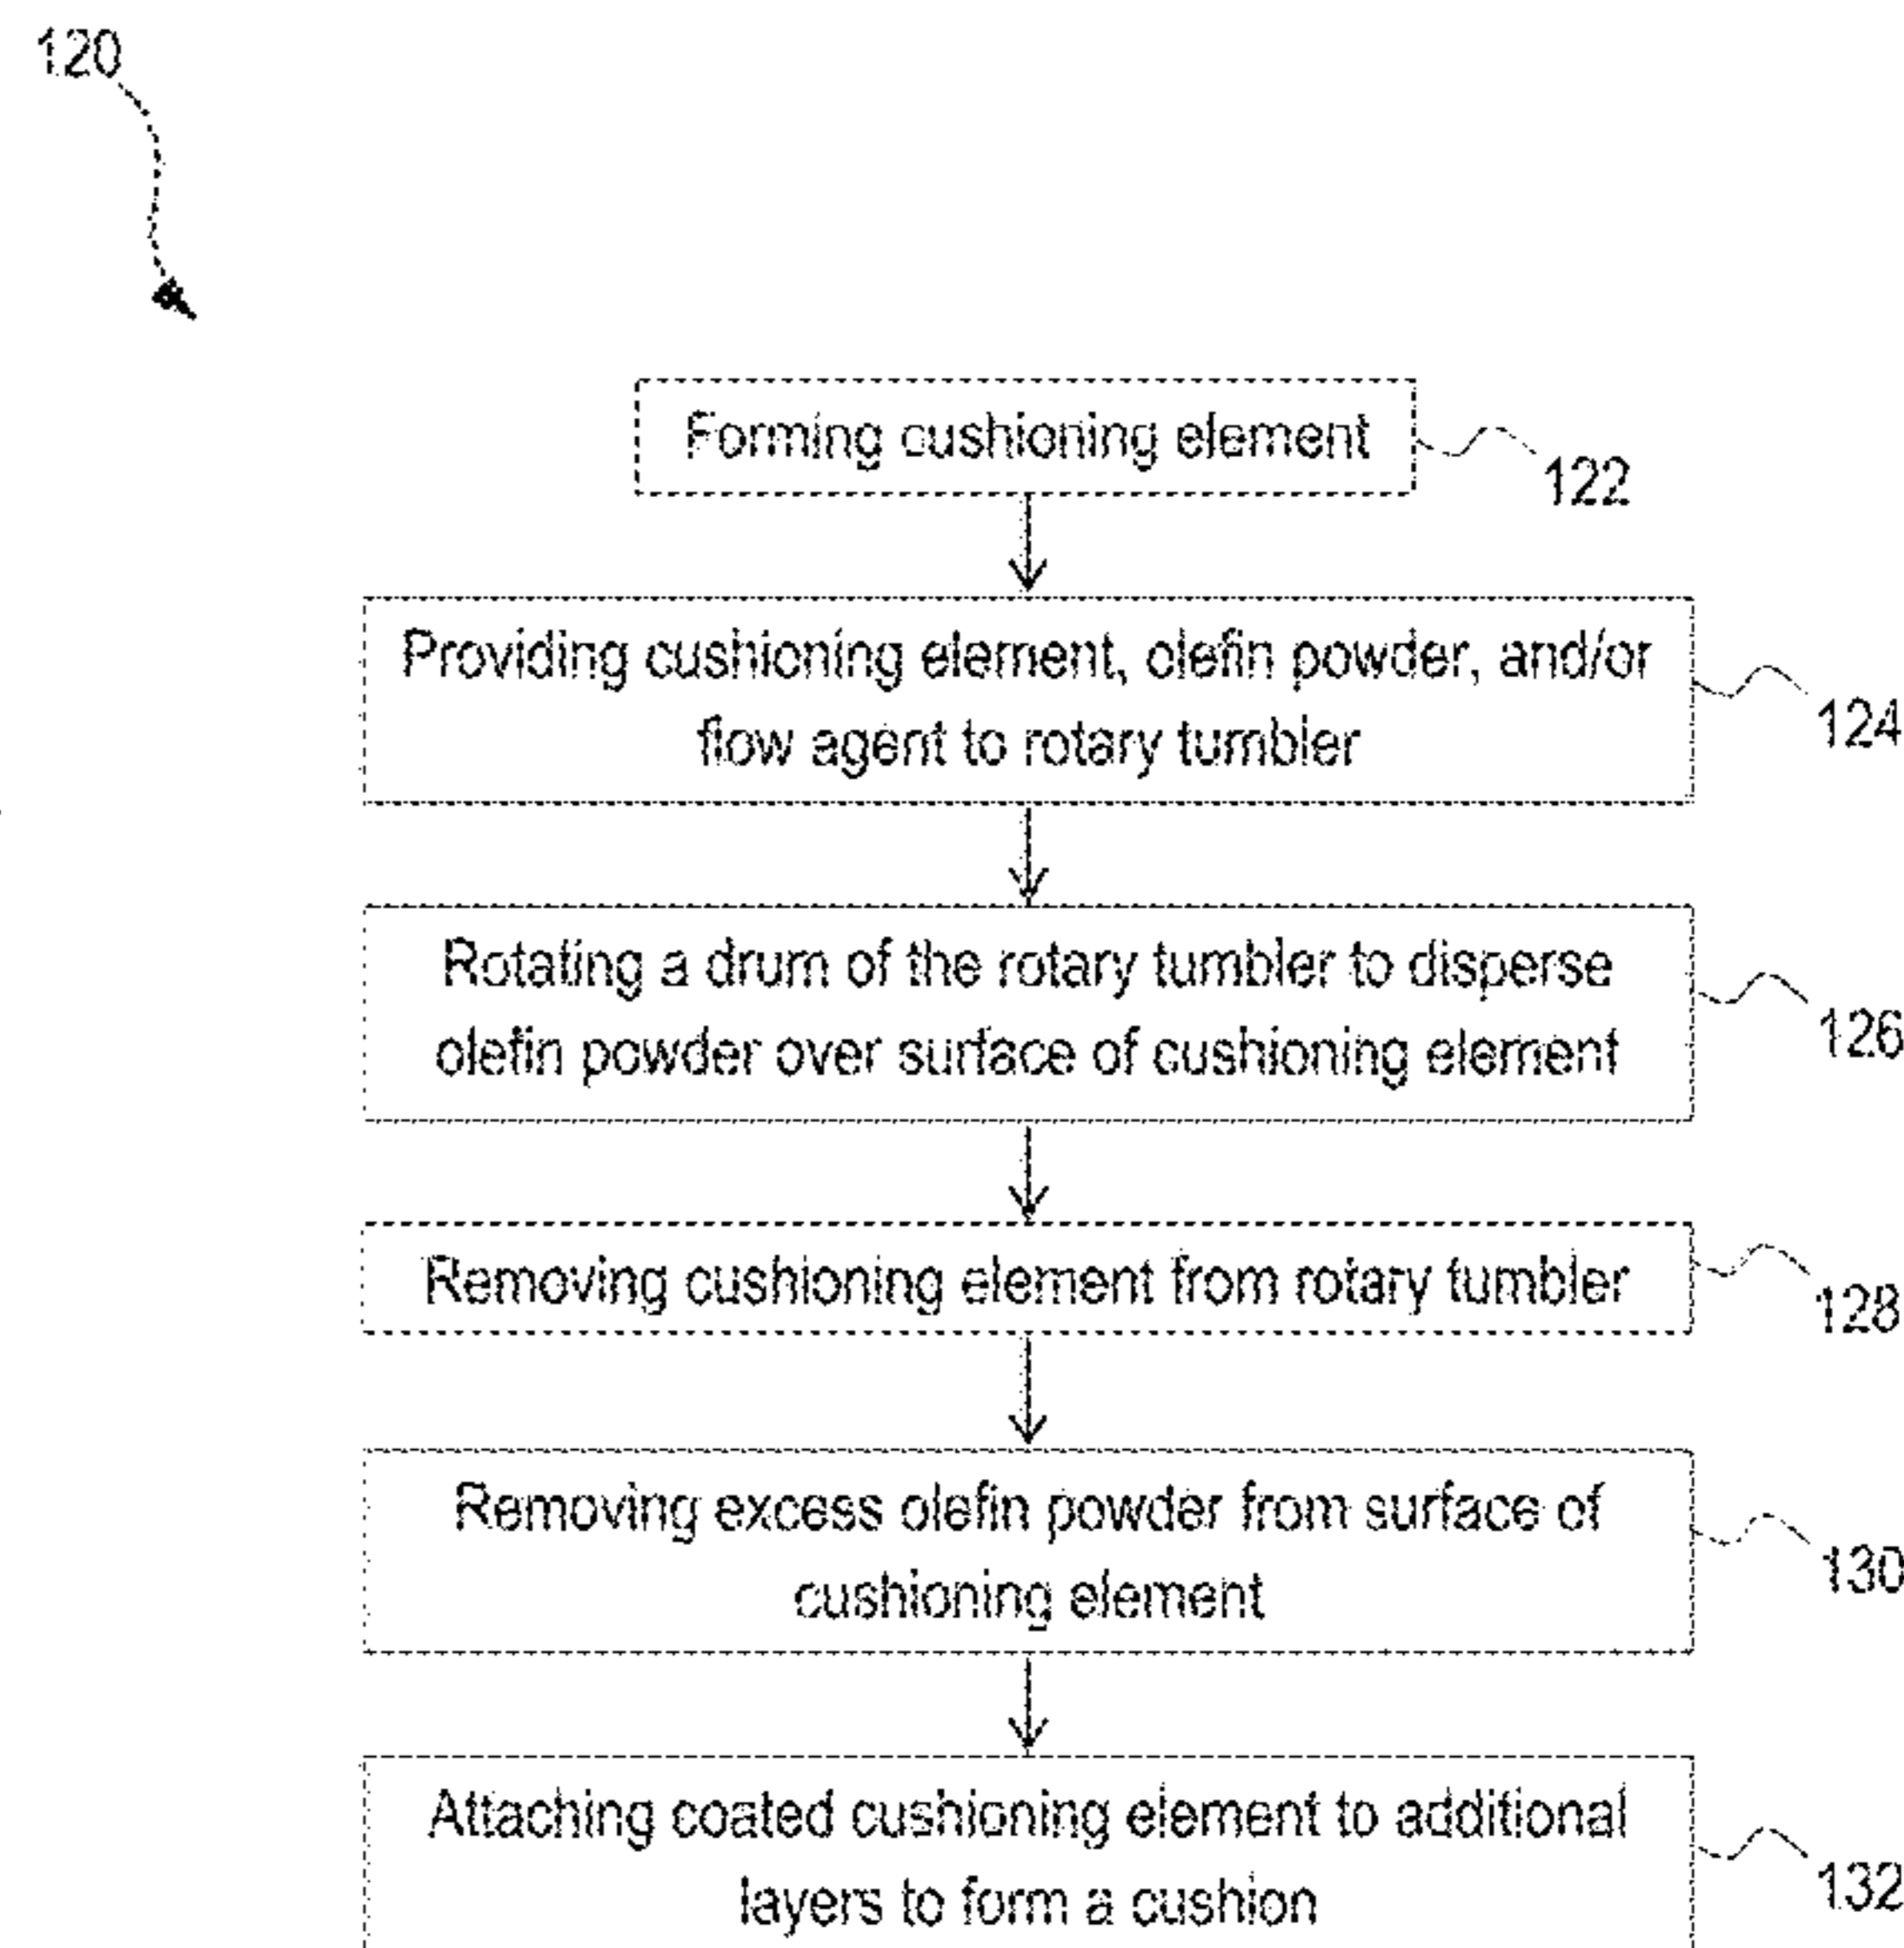 120
Forming cushioning element
122
Providing cushioning element, olefin powder, and/or
flow agent to rotary tumbler
124
Rotating a drum of the rotary tumbler to disperse
olefin powder over surface of cushioning element
126
Removing cushioning element from rotary tumbler
128
Removing excess olefin powder from surface of
cushioning element
130
Attaching coated cushioning element to additional
layers to form a cushion
132